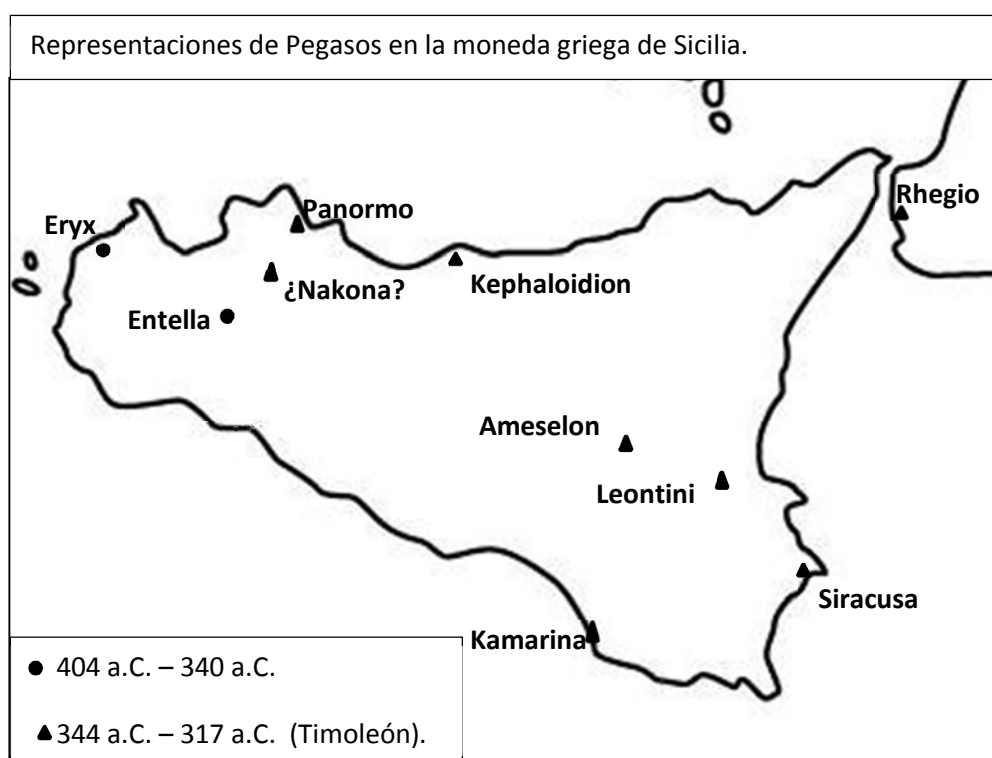 Representaciones de Pegasos en la moneda griega de Sicilia.
Panormo
Rhegio
Eryx
Kephaloidion
¿Nakona?
Entella
Ameselon
Leontini
Siracusa
Kamarina
404 a.C. – 340 a.C.
344 a.C. – 317 a.C. (Timoleón).